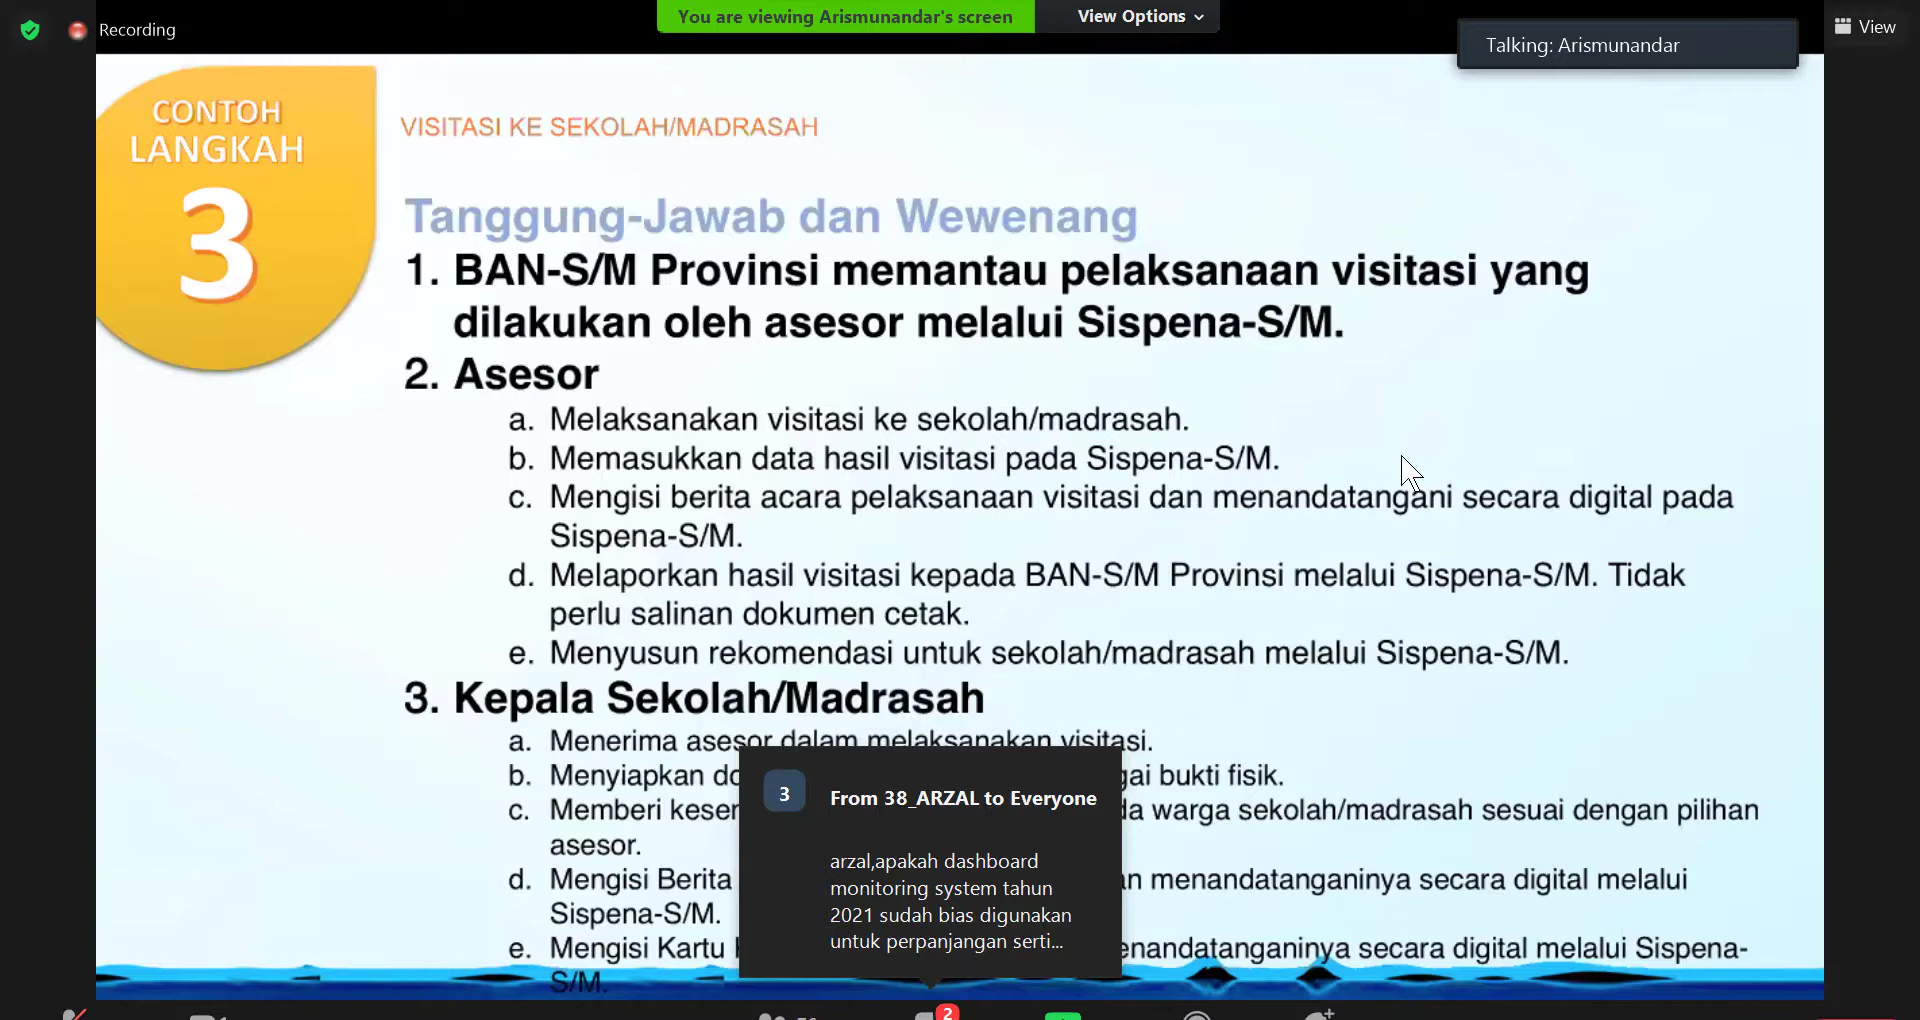 Recording
You are viewing Arismunandar's screen
View Options
Talking: Arismunandar
View
CONTOH
LANGKAH
3
VISITASI KE SEKOLAH/MADRASAH
Tanggung-Jawab dan Wewenang
1. BAN-S/M Provinsi memantau pelaksanaan visitasi yang
dilakukan oleh asesor melalui Sispena-S/M.
2. Asesor
a. Melaksanakan visitasi ke sekolah/madrasah.
b. Memasukkan data hasil visitasi pada Sispena-S/M.
c. Mengisi berita acara pelaksanaan visitasi dan menandatangani secara digital pada
Sispena-S/M.
d. Melaporkan hasil visitasi kepada BAN-S/M Provinsi melalui Sispena-S/M. Tidak
perlu salinan dokumen cetak.
e. Menyusun rekomendasi untuk sekolah/madrasah melalui Sispena-S/M.
3. Kepala Sekolah/Madrasah
a. Menerima asesor dalam melaksanakan visitasi.
b. Menyiapkan bukti fisik.
c. Memberi warga sekolah/madrasah sesuai dengan pilihan
asesor.
d. Mengisi Berita menandatanganinya secara digital melalui
Sispena-S/M.
e. Mengisi Kartu secara digital melalui Sispena-
S/M.
3
From 38_ARZAL to Everyone
arzal,apakah dashboard
monitoring system tahun
2021 sudah bias digunakan
untuk perpanjangan serti...
2